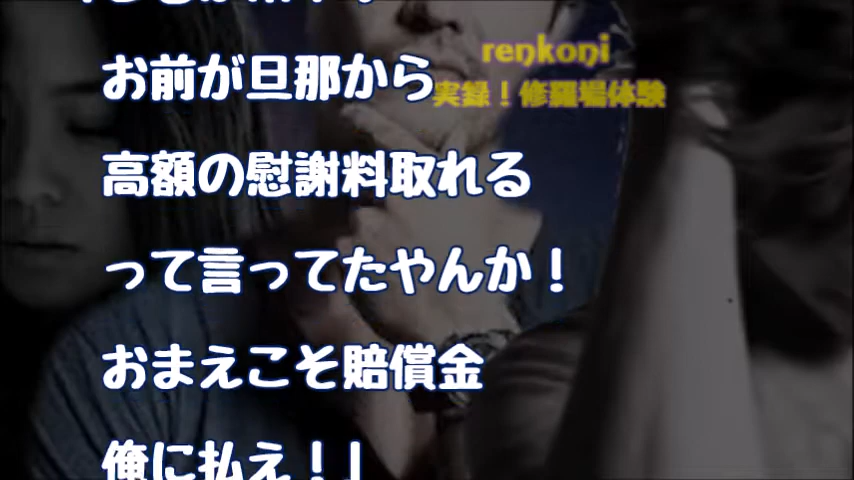 お前が旦那から
renkoni
実録！修羅場体験
高額の慰謝料取れる
って言ってたやんか！
おまえこそ賠償金
俺に払え！」